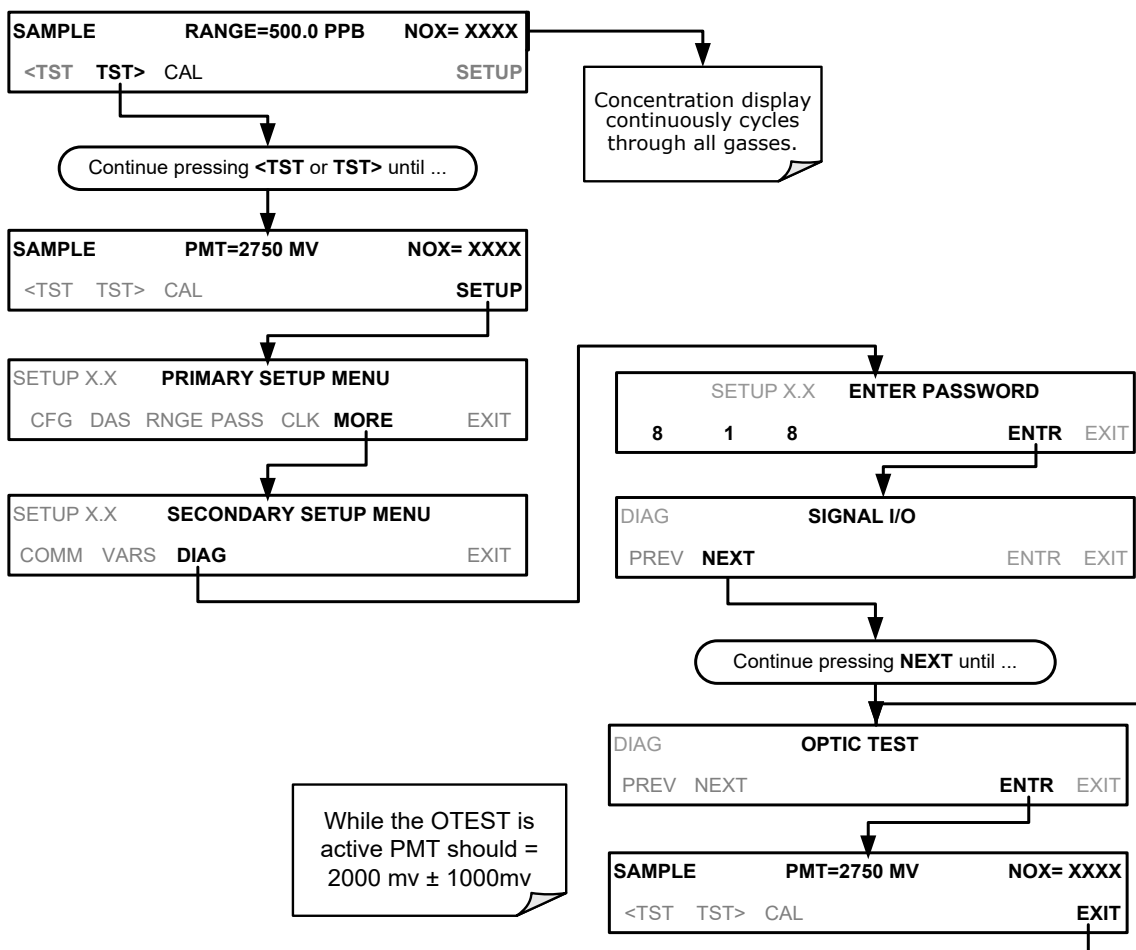 SAMPLE RANGE=500.0 PPB NOX= XXXX
<TST TST> CAL SETUP
Concentration display
continuously cycles
through all gasses.
Continue pressing <TST or TST> until ...
SAMPLE PMT=2750 MV NOX= XXXX
<TST TST> CAL SETUP
SETUP X.X PRIMARY SETUP MENU
CFG DAS RNGE PASS CLK MORE EXIT
SETUP X.X SECONDARY SETUP MENU
COMM VARS DIAG EXIT
SETUP X.X ENTER PASSWORD
8 1 8 ENTR EXIT
DIAG SIGNAL I/O
PREV NEXT ENTR EXIT
Continue pressing NEXT until ...
DIAG OPTIC TEST
PREV NEXT ENTR EXIT
While the OTEST is
active PMT should =
2000 mv ± 1000mv
SAMPLE PMT=2750 MV NOX= XXXX
<TST TST> CAL EXIT